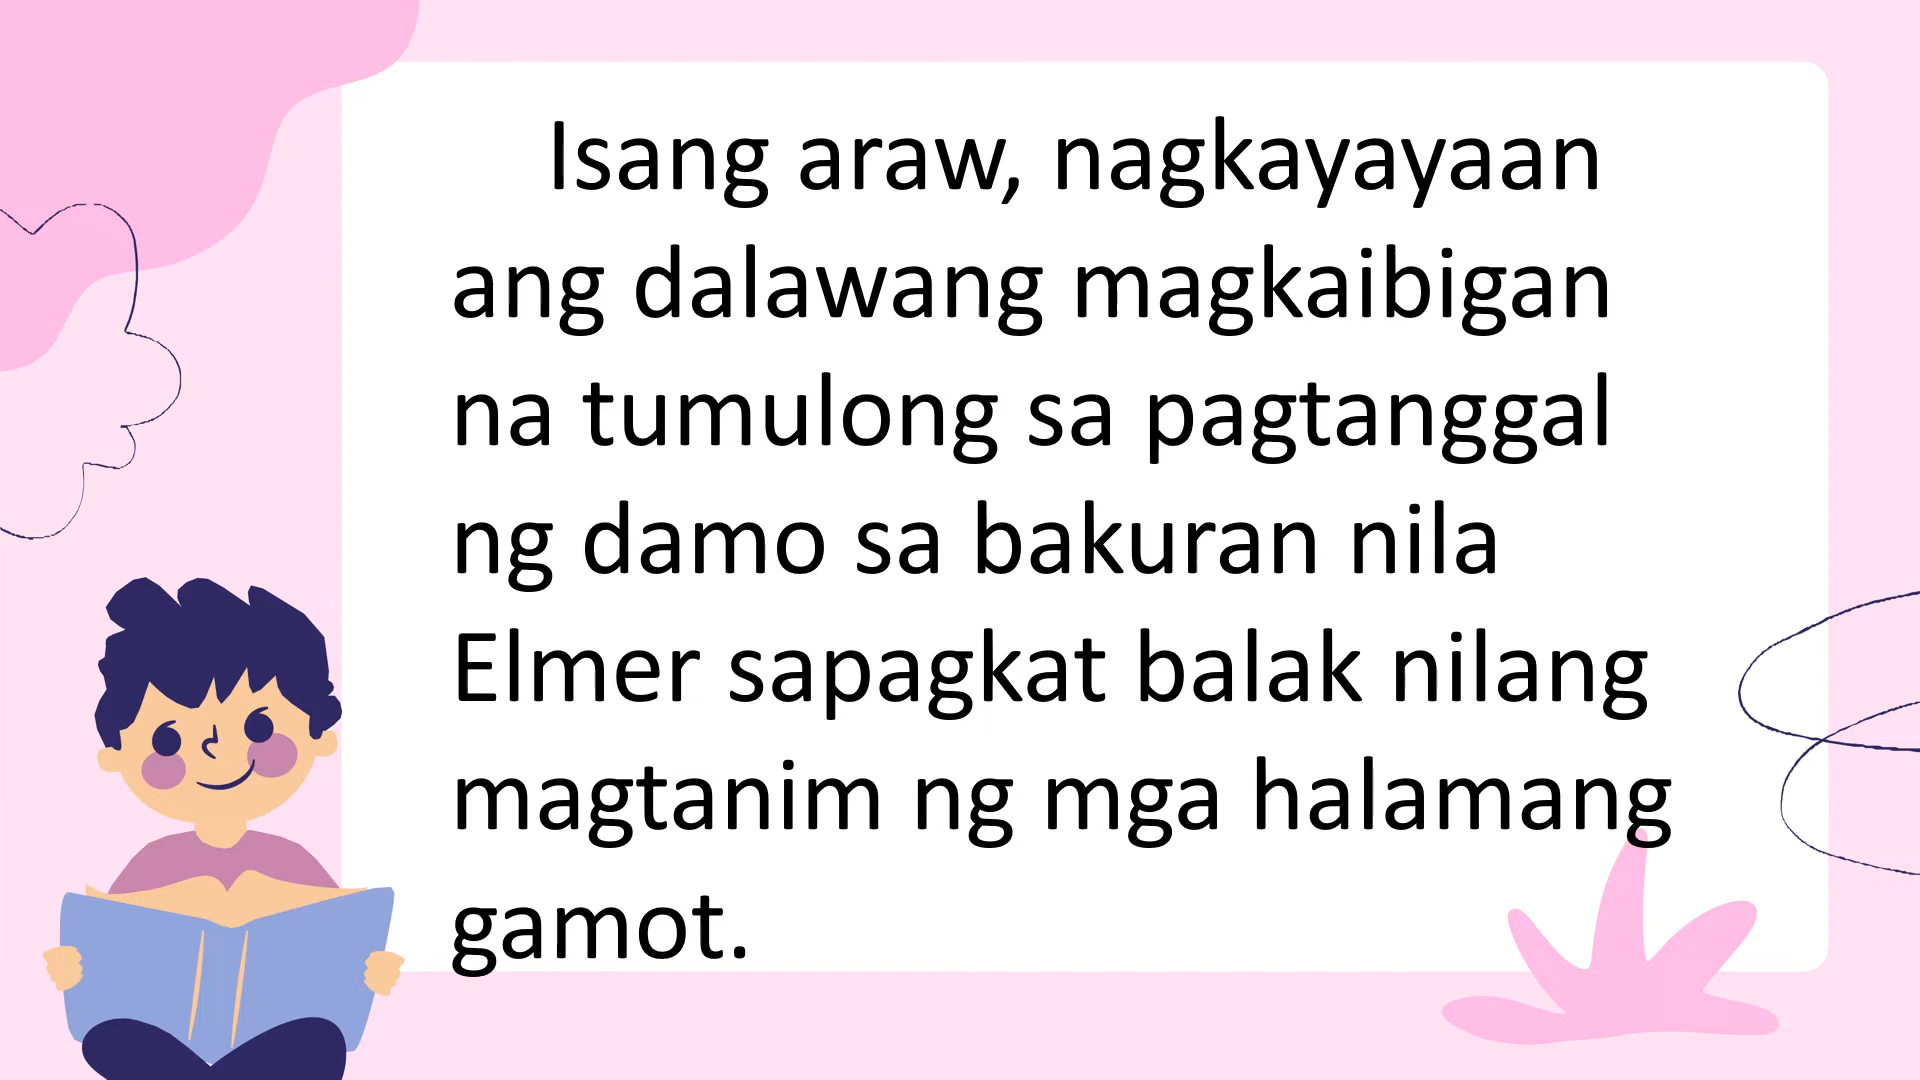 Isang araw, nagkayayaan
ang dalawang magkaibigan
na tumulong sa pagtanggal
ng damo sa bakuran nila
Elmer sapagkat balak nilang
magtanim ng mga halamang
gamot.